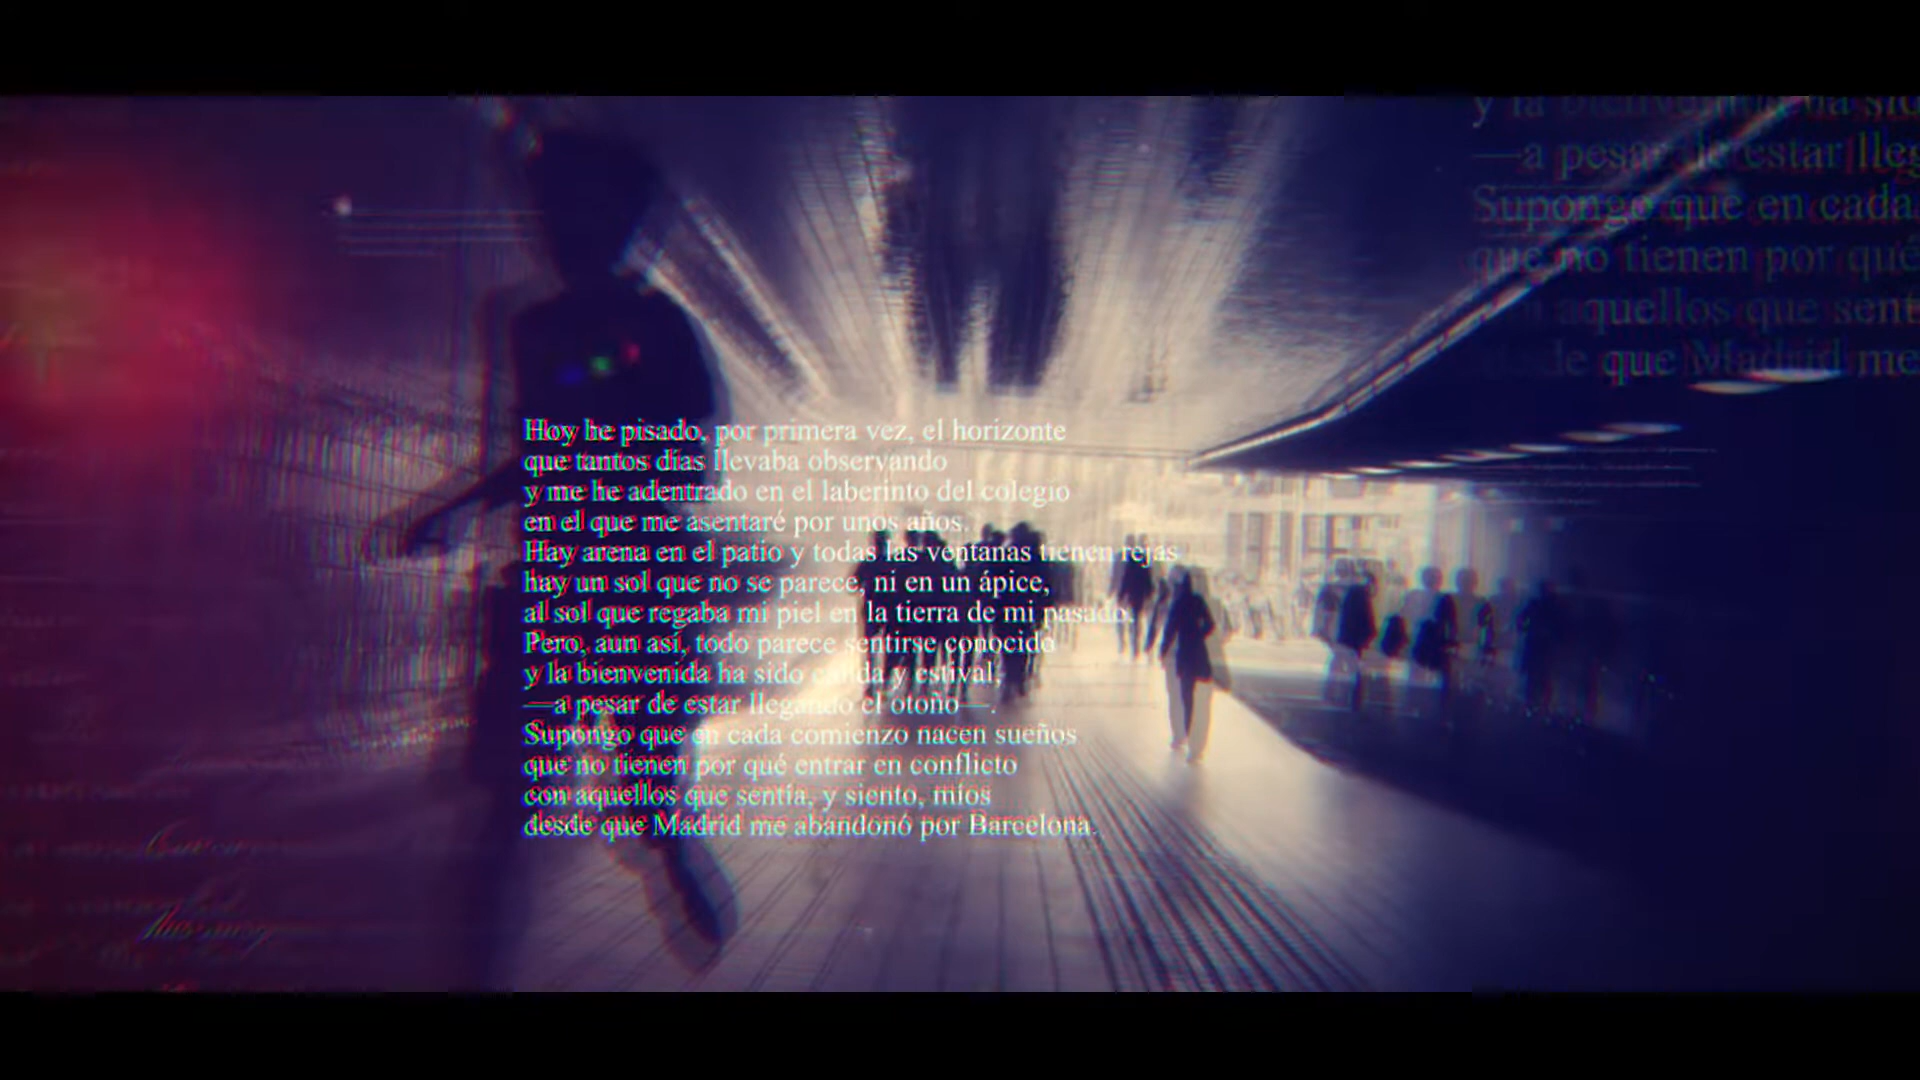 Hoy he pisado, por primera vez, el horizonte
que tantos días llevaba observando
y me he adentrado en el laberinto del colegio
en el que me asentaré por unos años.
Hay arena en el patio y todas las ventanas tienen rejas
hay un sol que no se parece, ni en un ápice,
al sol que regaba mi piel en la tierra de mi pasado.
Pero, aun así, todo parece sentirse conocido
y la bienvenida ha sido cálida y estival,
—a pesar de estar llegando el otoño—.
Supongo que en cada comienzo nacen sueños
que no tienen por qué entrar en conflicto
con aquellos que sentía, y siento, míos
desde que Madrid me abandonó por Barcelona.
y la bienvenida ha sid
—a pesar de estar lleg
Supongo que en cada
que no tienen por qué
aquellos que sent
de que Madrid me